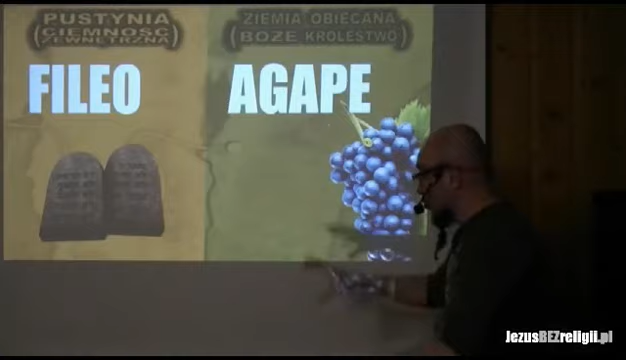 PUSTYNIA
(CIEMNOŚĆ
ZEWNĘTRZNA)
ZIEMIA OBIECANA
(BOŻE KRÓLESTWO)
FILEO
AGAPE
JezusBEZreligii.pl